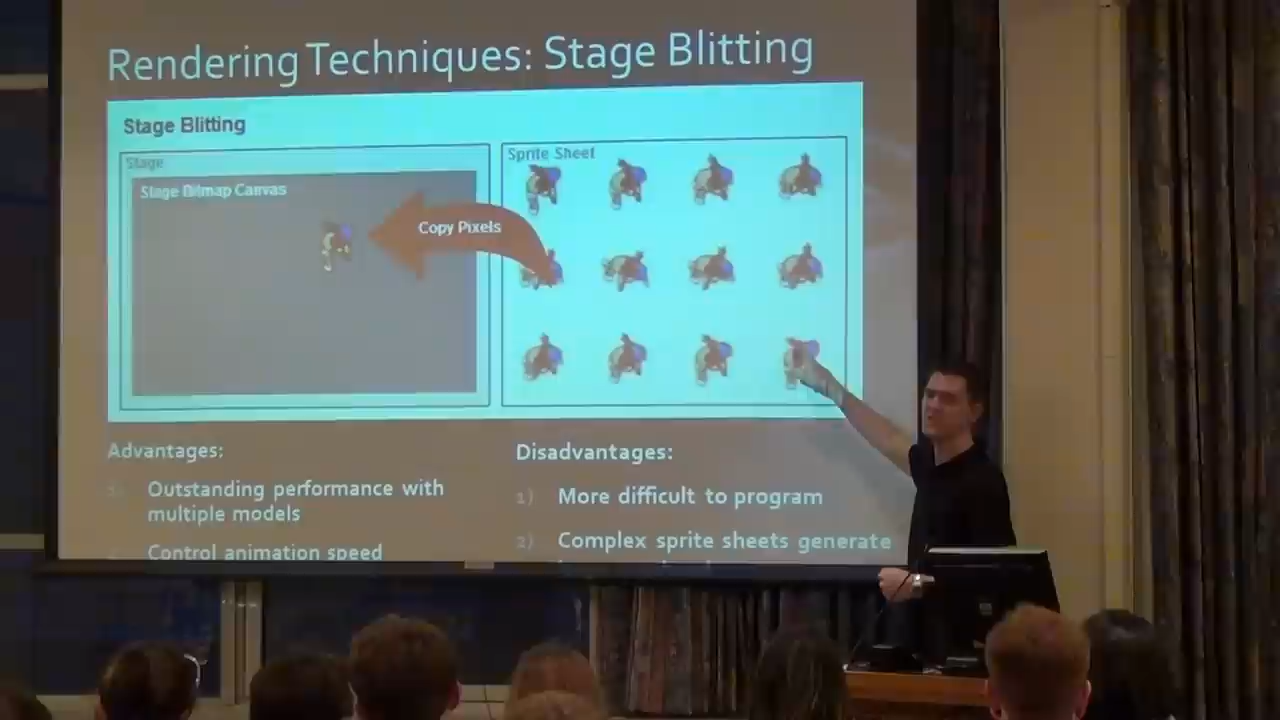 Rendering Techniques: Stage Blitting
Stage Blitting
Stage
Stage Bitmap Canvas
Copy Pixels
Sprite Sheet
Advantages:
Outstanding performance with
multiple models
Control animation speed
Disadvantages:
1) More difficult to program
2) Complex sprite sheets generate